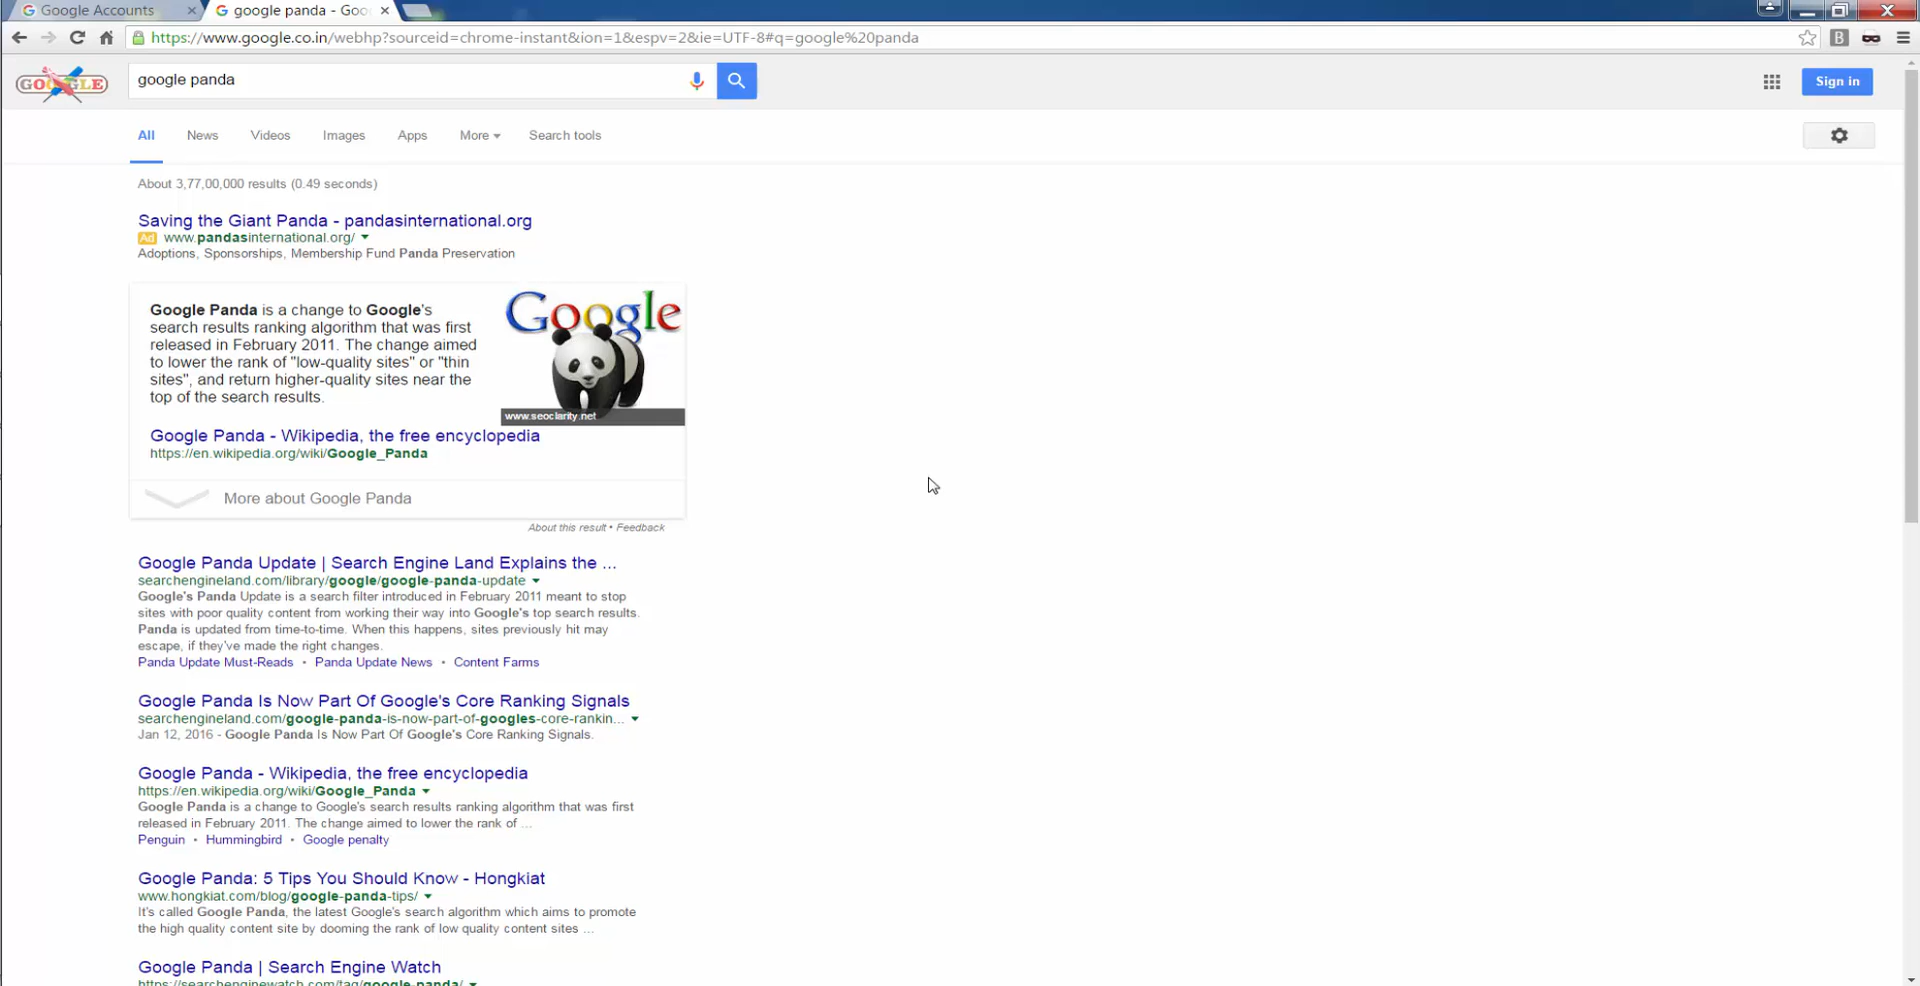 Google Accounts
google panda - Goo
https://www.google.co.in/webhp?sourceid=chrome-instant&ion=1&espv=2&ie=UTF-8#q=google%20panda
B
GOOGLE
google panda
Sign in
All News Videos Images Apps More Search tools
About 3,77,00,000 results (0.49 seconds)
Saving the Giant Panda - pandasinternational.org
Ad www.pandasinternational.org/
Adoptions, Sponsorships, Membership Fund Panda Preservation
Google Panda is a change to Google's
search results ranking algorithm that was first
released in February 2011. The change aimed
to lower the rank of "low-quality sites" or "thin
sites", and return higher-quality sites near the
top of the search results.
Google
www.seoclarity.net
Google Panda - Wikipedia, the free encyclopedia
https://en.wikipedia.org/wiki/Google_Panda
More about Google Panda
About this result • Feedback
Google Panda Update | Search Engine Land Explains the ...
searchengineland.com/library/google/google-panda-update
Google's Panda Update is a search filter introduced in February 2011 meant to stop
sites with poor quality content from working their way into Google's top search results.
Panda is updated from time-to-time. When this happens, sites previously hit may
escape, if they've made the right changes.
Panda Update Must-Reads • Panda Update News • Content Farms
Google Panda Is Now Part Of Google's Core Ranking Signals
searchengineland.com/google-panda-is-now-part-of-googles-core-rankin...
Jan 12, 2016 - Google Panda Is Now Part Of Google's Core Ranking Signals.
Google Panda - Wikipedia, the free encyclopedia
https://en.wikipedia.org/wiki/Google_Panda
Google Panda is a change to Google's search results ranking algorithm that was first
released in February 2011. The change aimed to lower the rank of ...
Penguin • Hummingbird • Google penalty
Google Panda: 5 Tips You Should Know - Hongkiat
www.hongkiat.com/blog/google-panda-tips/
It's called Google Panda, the latest Google's search algorithm which aims to promote
the high quality content site by dooming the rank of low quality content sites ...
Google Panda | Search Engine Watch
https://searchenginewatch.com/tag/google-panda/